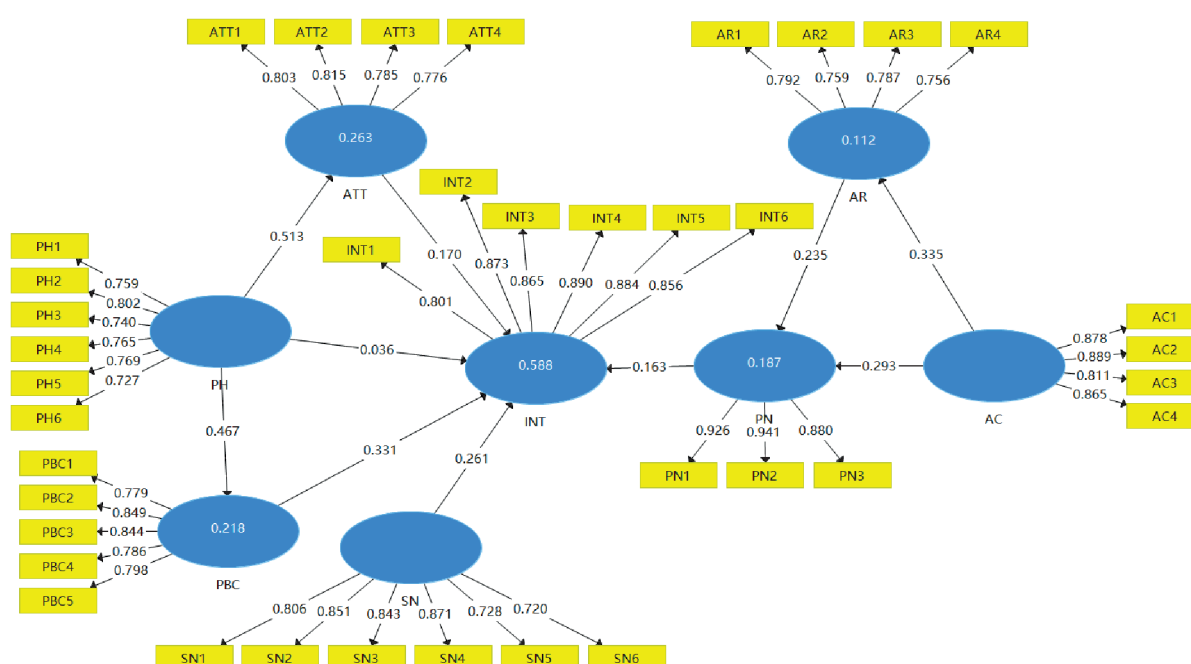 ATT1 ATT2 ATT3 ATT4
0.803 0.815 0.785 0.776
0.263
ATT
AR1 AR2 AR3 AR4
0.792 0.759 0.787 0.756
0.112
AR
INT1 INT2 INT3 INT4 INT5 INT6
0.801 0.873 0.865 0.890 0.884 0.856
0.588
INT
0.513
0.170
0.235
0.335
PH1
PH2
PH3
PH4
PH5
PH6
0.759
0.802
0.740
0.765
0.769
0.727
PH
0.036
0.467
0.163
0.293
0.187
PN
0.926 0.941 0.880
PN1 PN2 PN3
AC
0.878
0.889
0.811
0.865
AC1
AC2
AC3
AC4
0.331
0.261
PBC1
PBC2
PBC3
PBC4
PBC5
0.779
0.849
0.844
0.786
0.798
0.218
PBC
SN
0.806 0.851 0.843 0.871 0.728 0.720
SN1 SN2 SN3 SN4 SN5 SN6